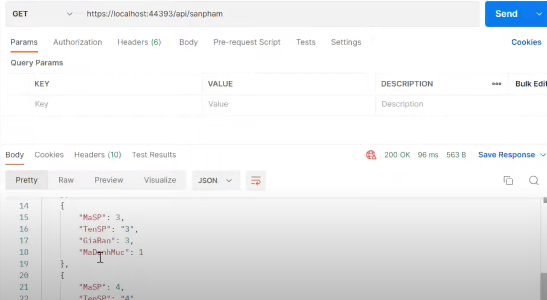 GET https://localhost:44393/api/sanpham Send
Params Authorization Headers (6) Body Pre-request Script Tests Settings Cookies
Query Params
KEY VALUE DESCRIPTION ••• Bulk Edit
Key Value Description
Body Cookies Headers (10) Test Results 200 OK 96 ms 563 B Save Response
Pretty Raw Preview Visualize JSON
14 {
15 "MaSP": 3,
16 "TenSP": "3",
17 "GiaBan": 3,
18 "MaDanhMuc": 1
19 },
20 {
21 "MaSP": 4,
22 "TenSP": "4"